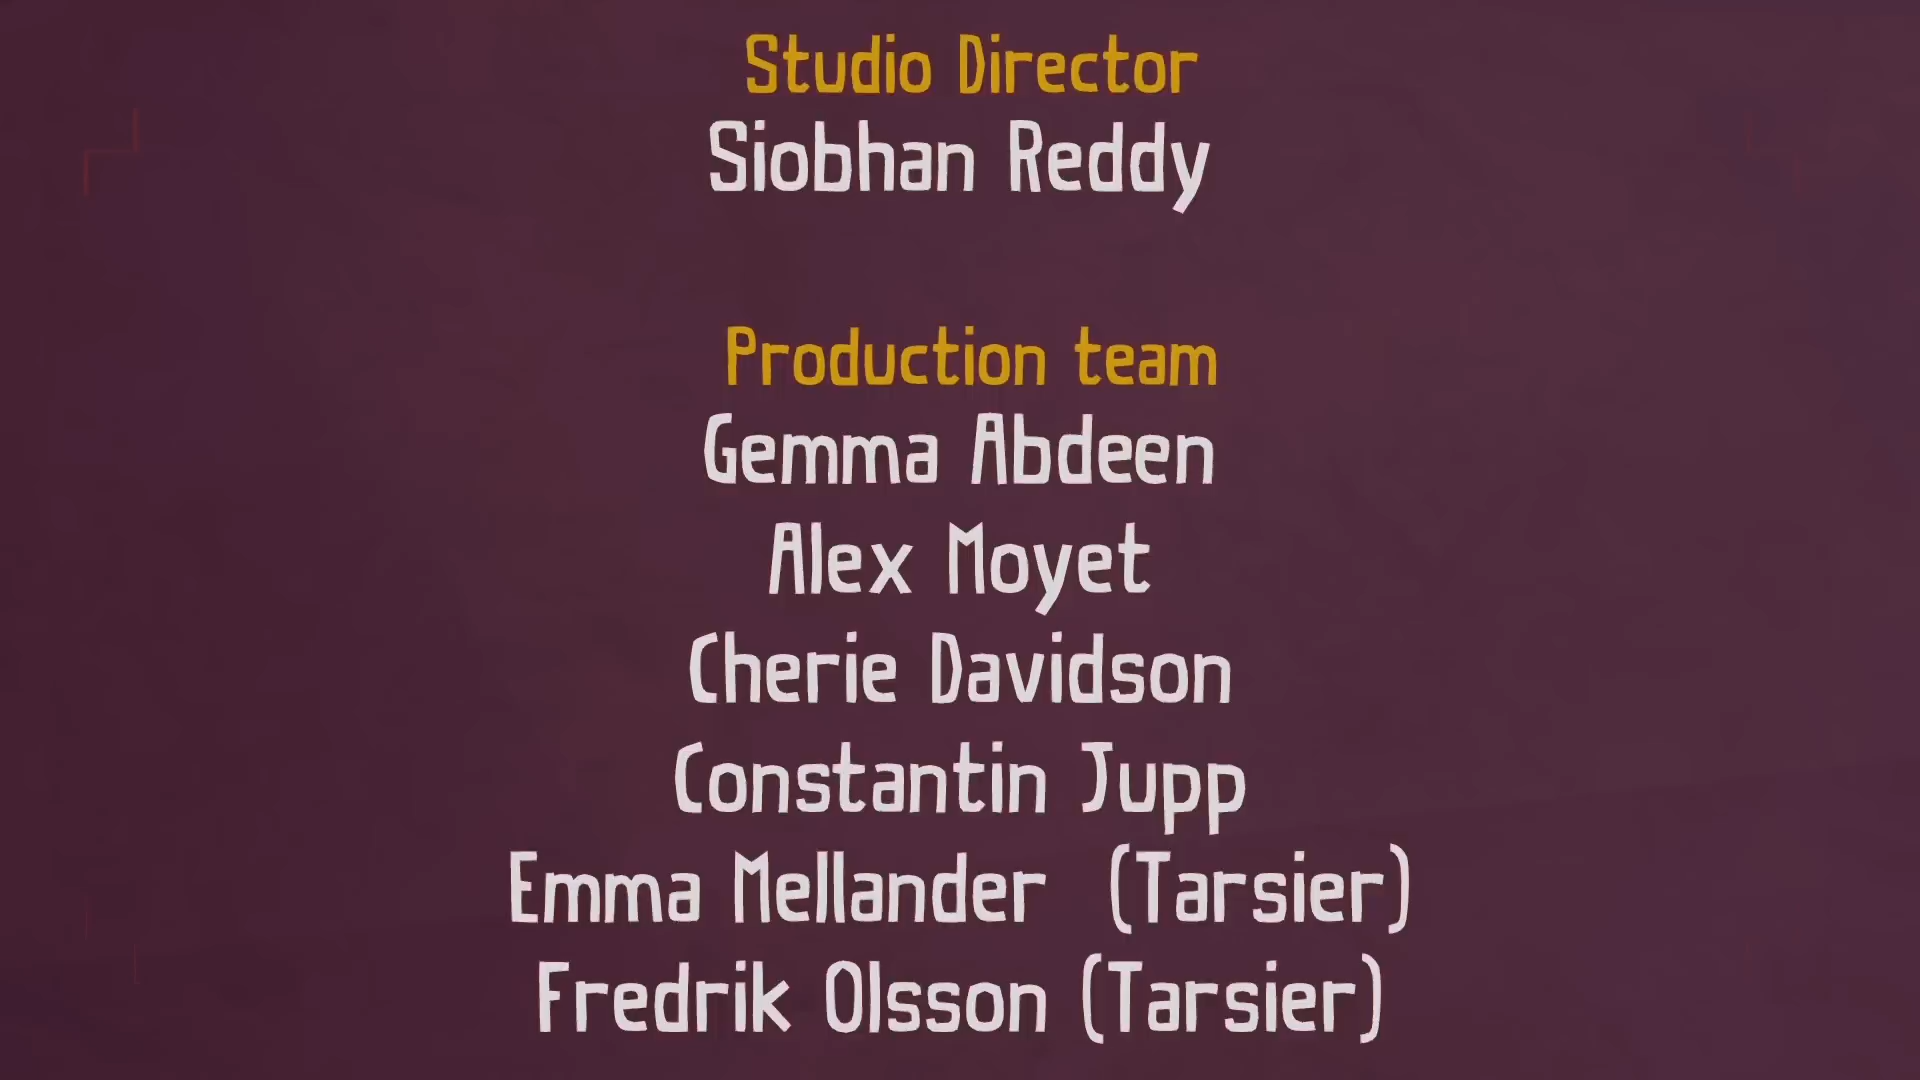 Studio Director
Siobhan Reddy
Production team
Gemma Abdeen
Alex Moyet
Cherie Davidson
Constantin Jupp
Emma Mellander (Tarsier)
Fredrik Olsson (Tarsier)